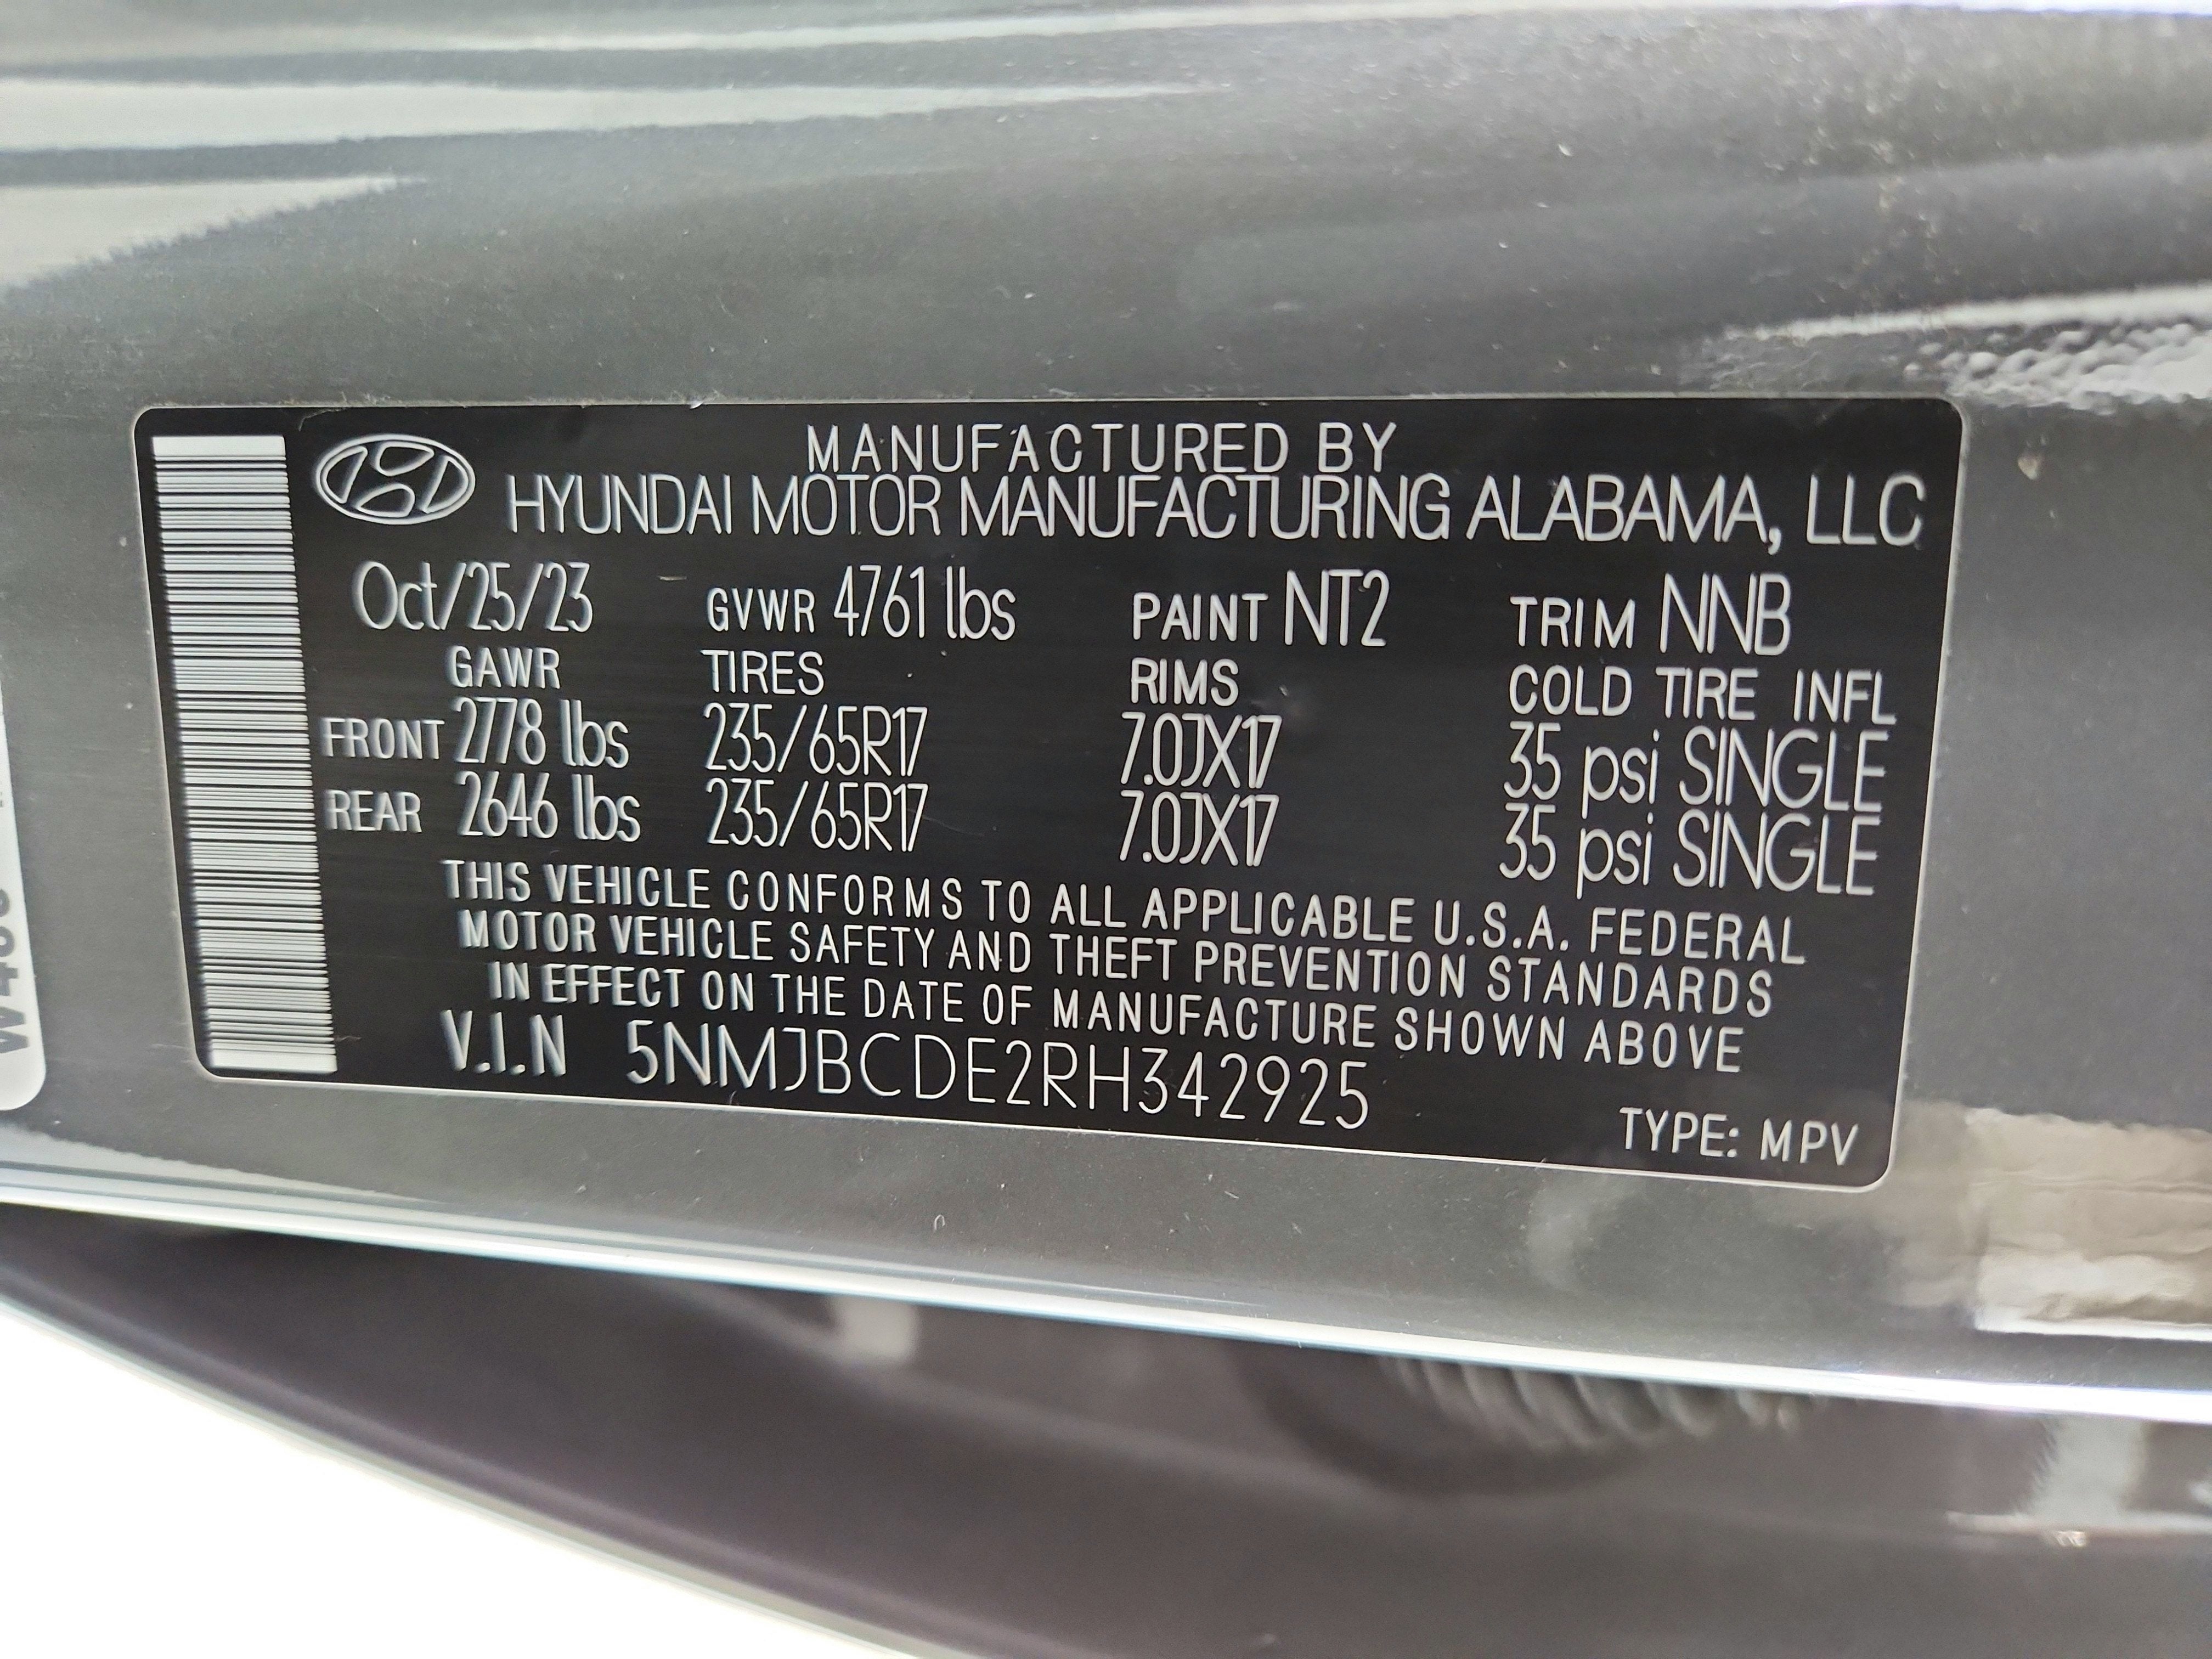 MANUFACTURED BY
HYUNDAI MOTOR MANUFACTURING ALABAMA, LLC
Oct/25/23 GVWR 4761 lbs PAINT NT2 TRIM NNB
GAWR TIRES RIMS COLD TIRE INFL
FRONT 2778 lbs 235/65R17 7.0JX17 35 psi SINGLE
REAR 2646 lbs 235/65R17 7.0JX17 35 psi SINGLE
THIS VEHICLE CONFORMS TO ALL APPLICABLE U.S.A. FEDERAL
MOTOR VEHICLE SAFETY AND THEFT PREVENTION STANDARDS
IN EFFECT ON THE DATE OF MANUFACTURE SHOWN ABOVE
V.I.N 5NMJBCDE2RH342925
TYPE: MPV